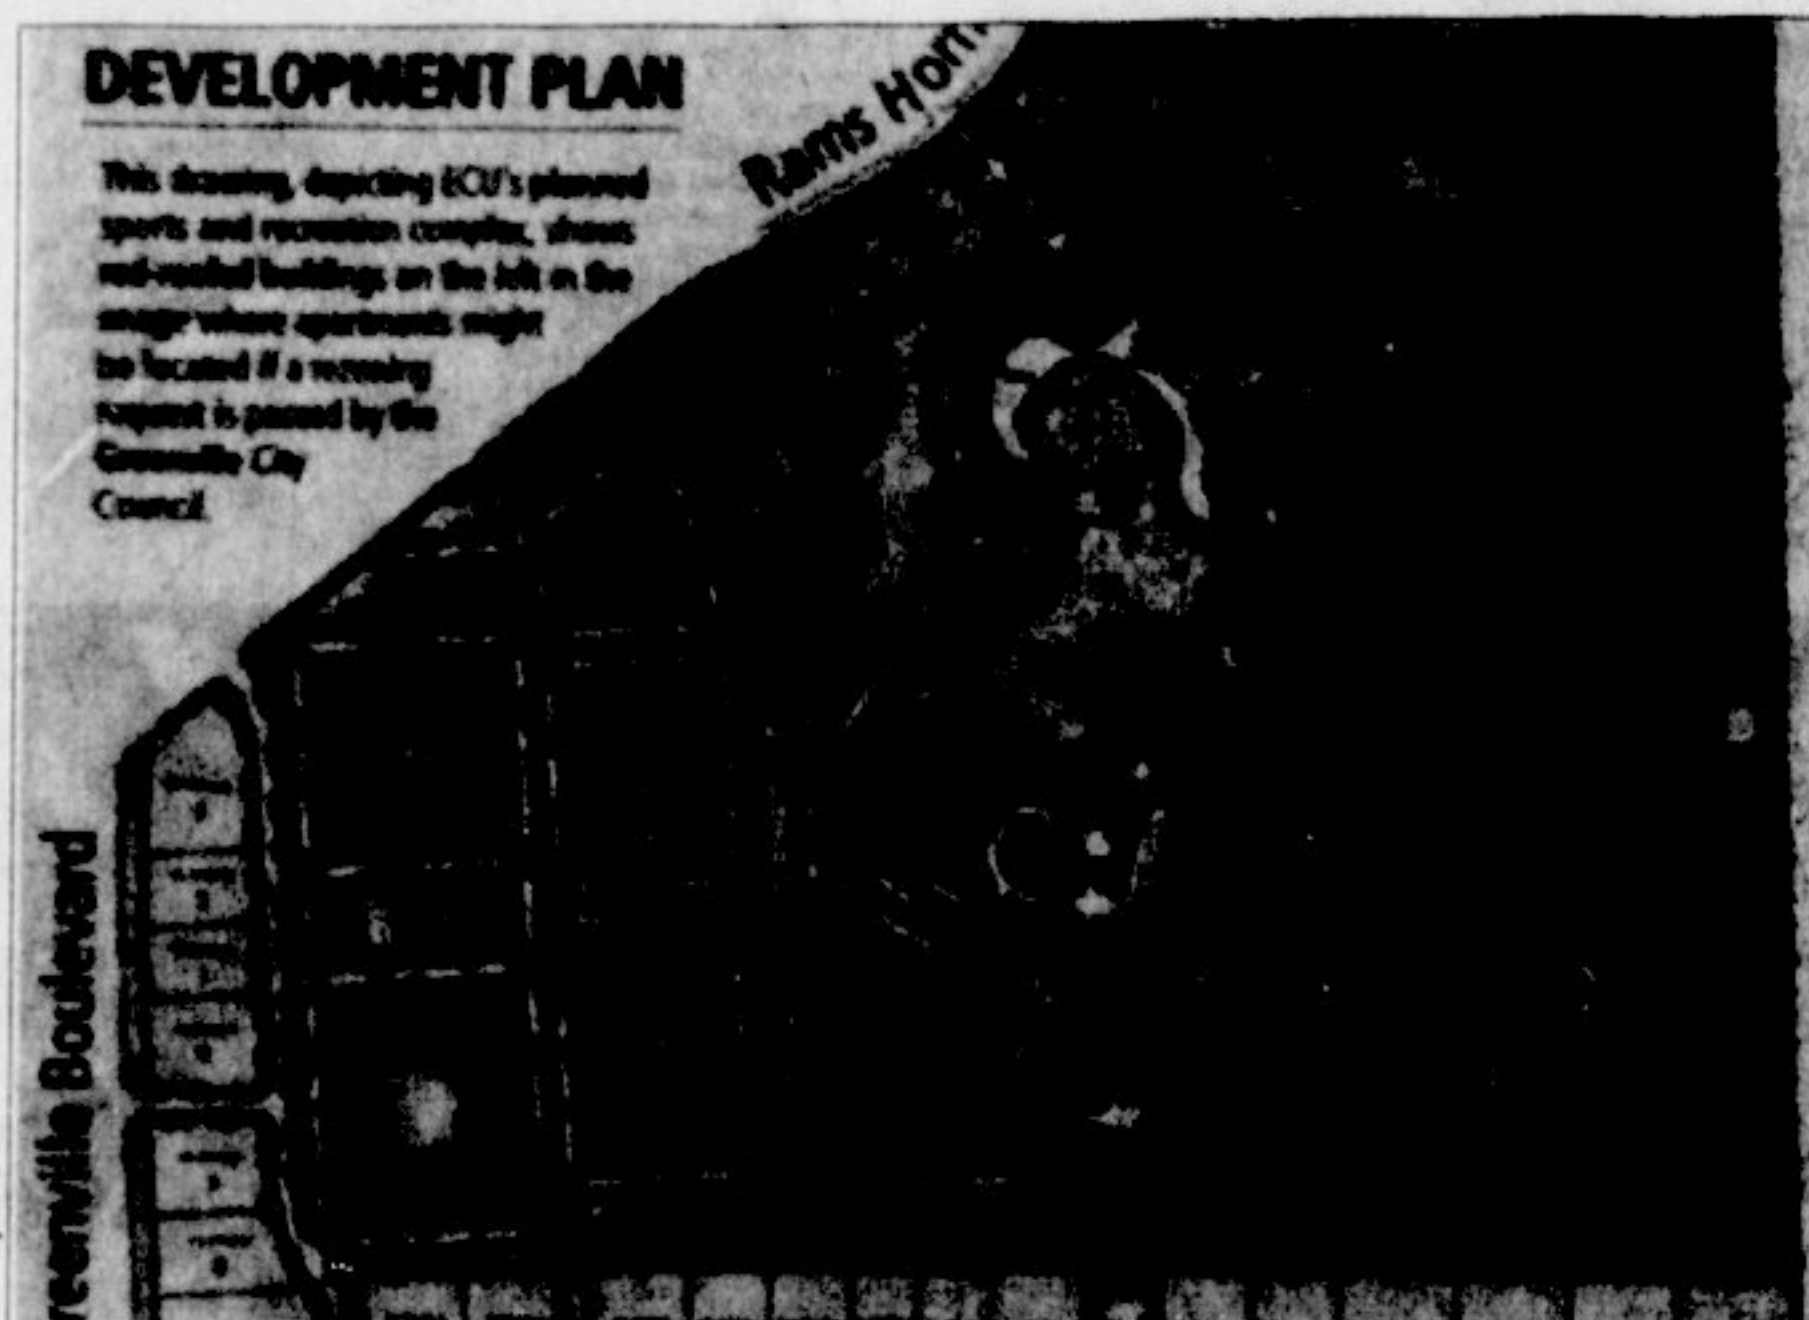 DEVELOPMENT PLAN
Rams Horn
This drawing, depicting ECU's planned
sports and recreation complex, shows
red-roofed buildings on the left in the
image where apartments might
be located if a rezoning
request is passed by the
Greenville City
Council.
reenville Boulevard